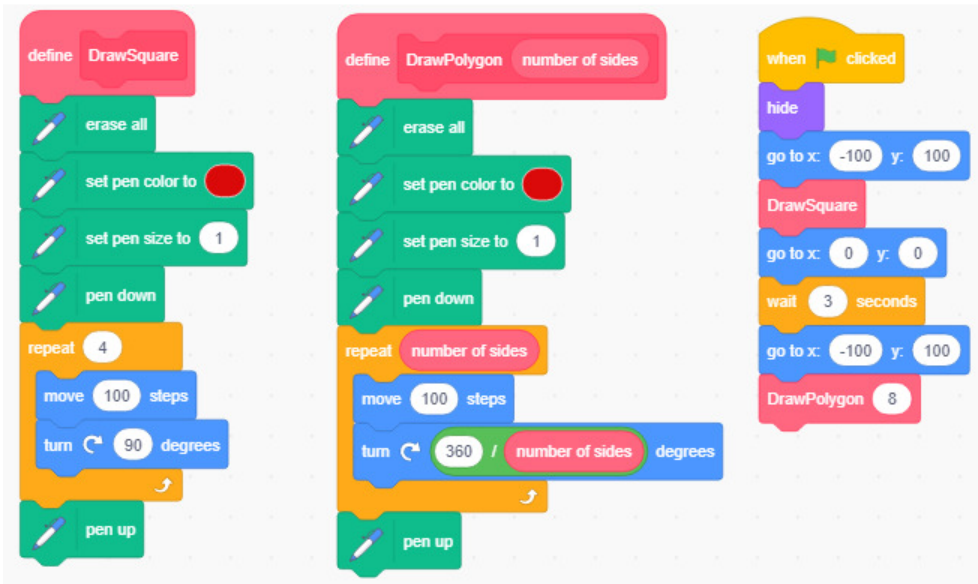 define DrawSquare
erase all
set pen color to
set pen size to 1
pen down
repeat 4
move 100 steps
turn 90 degrees
pen up
define DrawPolygon number of sides
erase all
set pen color to
set pen size to 1
pen down
repeat number of sides
move 100 steps
turn 360 / number of sides degrees
pen up
when clicked
hide
go to x: -100 y: 100
DrawSquare
go to x: 0 y: 0
wait 3 seconds
go to x: -100 y: 100
DrawPolygon 8